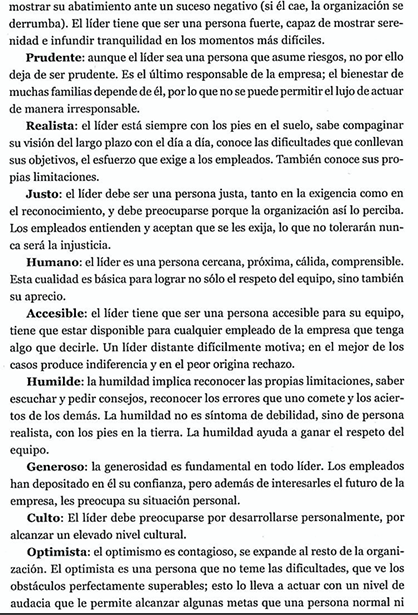 mostrar su abatimiento ante un suceso negativo (si él cae, la organización se
derrumba). El líder tiene que ser una persona fuerte, capaz de mostrar sere-
nidad e infundir tranquilidad en los momentos más difíciles.
Prudente: aunque el líder sea una persona que asume riesgos, no por ello
deja de ser prudente. Es el último responsable de la empresa; el bienestar de
muchas familias depende de él, por lo que no se puede permitir el lujo de actuar
de manera irresponsable.
Realista: el líder está siempre con los pies en el suelo, sabe compaginar
su visión del largo plazo con el día a día, conoce las dificultades que conllevan
sus objetivos, el esfuerzo que exige a los empleados. También conoce sus pro-
pias limitaciones.
Justo: el líder debe ser una persona justa, tanto en la exigencia como en
el reconocimiento, y debe preocuparse porque la organización así lo perciba.
Los empleados entienden y aceptan que se les exija, lo que no tolerarán nun-
ca será la injusticia.
Humano: el líder es una persona cercana, próxima, cálida, comprensible.
Esta cualidad es básica para lograr no sólo el respeto del equipo, sino también
su aprecio.
Accesible: el líder tiene que ser una persona accesible para su equipo,
tiene que estar disponible para cualquier empleado de la empresa que tenga
algo que decirle. Un líder distante difícilmente motiva; en el mejor de los
casos produce indiferencia y en el peor origina rechazo.
Humilde: la humildad implica reconocer las propias limitaciones, saber
escuchar y pedir consejos, reconocer los errores que uno comete y los acier-
tos de los demás. La humildad no es síntoma de debilidad, sino de persona
realista, con los pies en la tierra. La humildad ayuda a ganar el respeto del
equipo.
Generoso: la generosidad es fundamental en todo líder. Los empleados
han depositado en él su confianza, pero además de interesarles el futuro de la
empresa, les preocupa su situación personal.
Culto: El líder debe preocuparse por desarrollarse personalmente, por
alcanzar un elevado nivel cultural.
Optimista: el optimismo es contagioso, se expande al resto de la organi-
zación. El optimista es una persona que no teme las dificultades, que ve los
obstáculos perfectamente superables; esto lo lleva a actuar con un nivel de
audacia que le permite alcanzar algunas metas que una persona normal ni